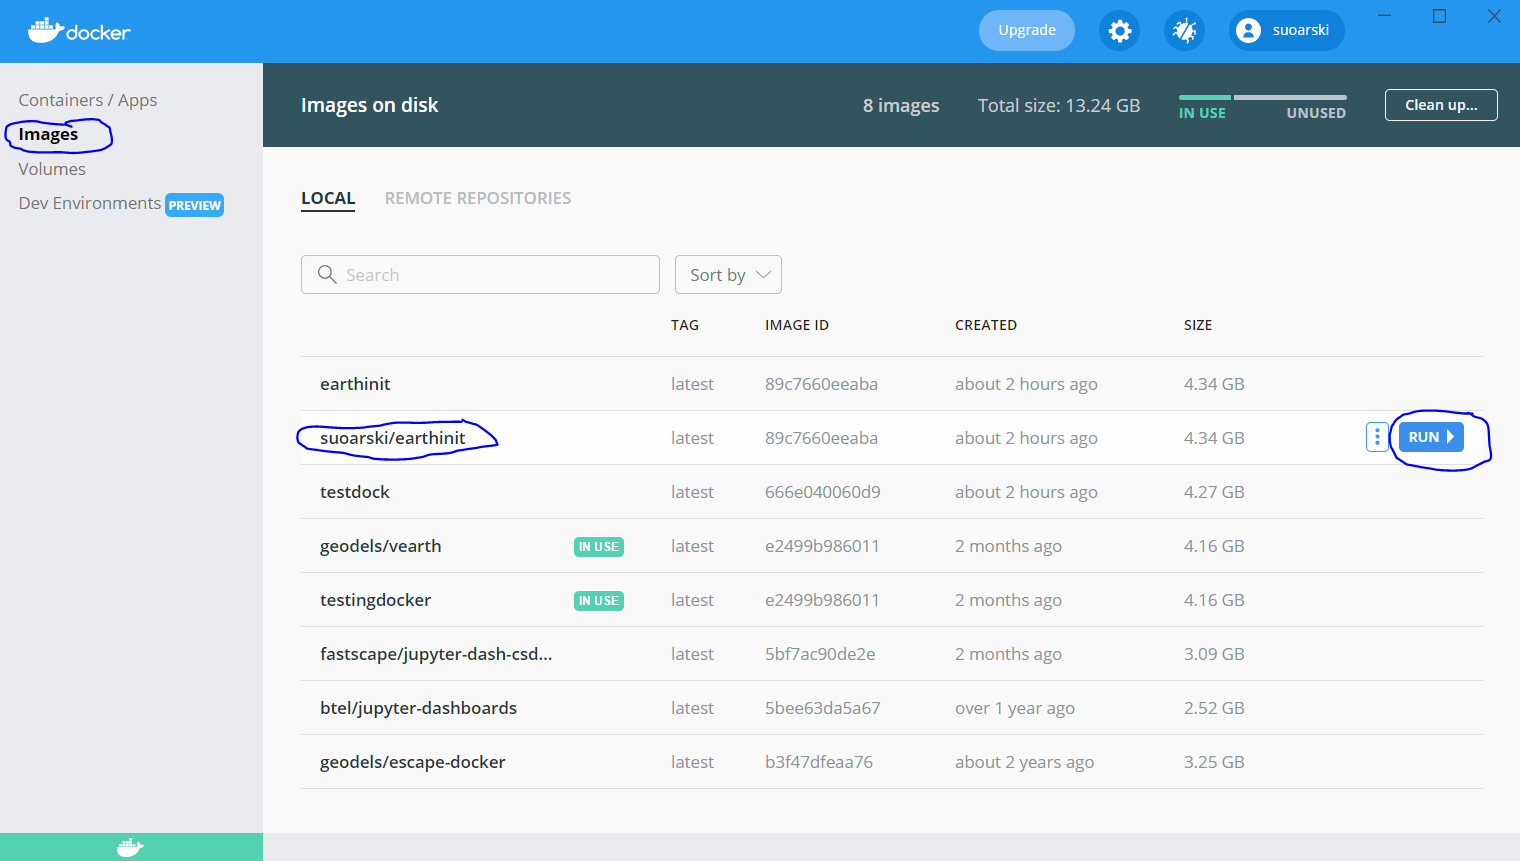 docker
Upgrade
suoarski
Containers / Apps
Images
Volumes
Dev Environments PREVIEW
Images on disk
8 images
Total size: 13.24 GB
IN USE
UNUSED
Clean up...
LOCAL
REMOTE REPOSITORIES
Search
Sort by
TAG IMAGE ID CREATED SIZE
earthinit latest 89c7660eeaba about 2 hours ago 4.34 GB
suoarski/earthinit latest 89c7660eeaba about 2 hours ago 4.34 GB RUN
testdock latest 666e040060d9 about 2 hours ago 4.27 GB
geodels/vearth IN USE latest e2499b986011 2 months ago 4.16 GB
testingdocker IN USE latest e2499b986011 2 months ago 4.16 GB
fastscape/jupyter-dash-csd... latest 5bf7ac90de2e 2 months ago 3.09 GB
btel/jupyter-dashboards latest 5bee63da5a67 over 1 year ago 2.52 GB
geodels/escape-docker latest b3f47dfeaa76 about 2 years ago 3.25 GB